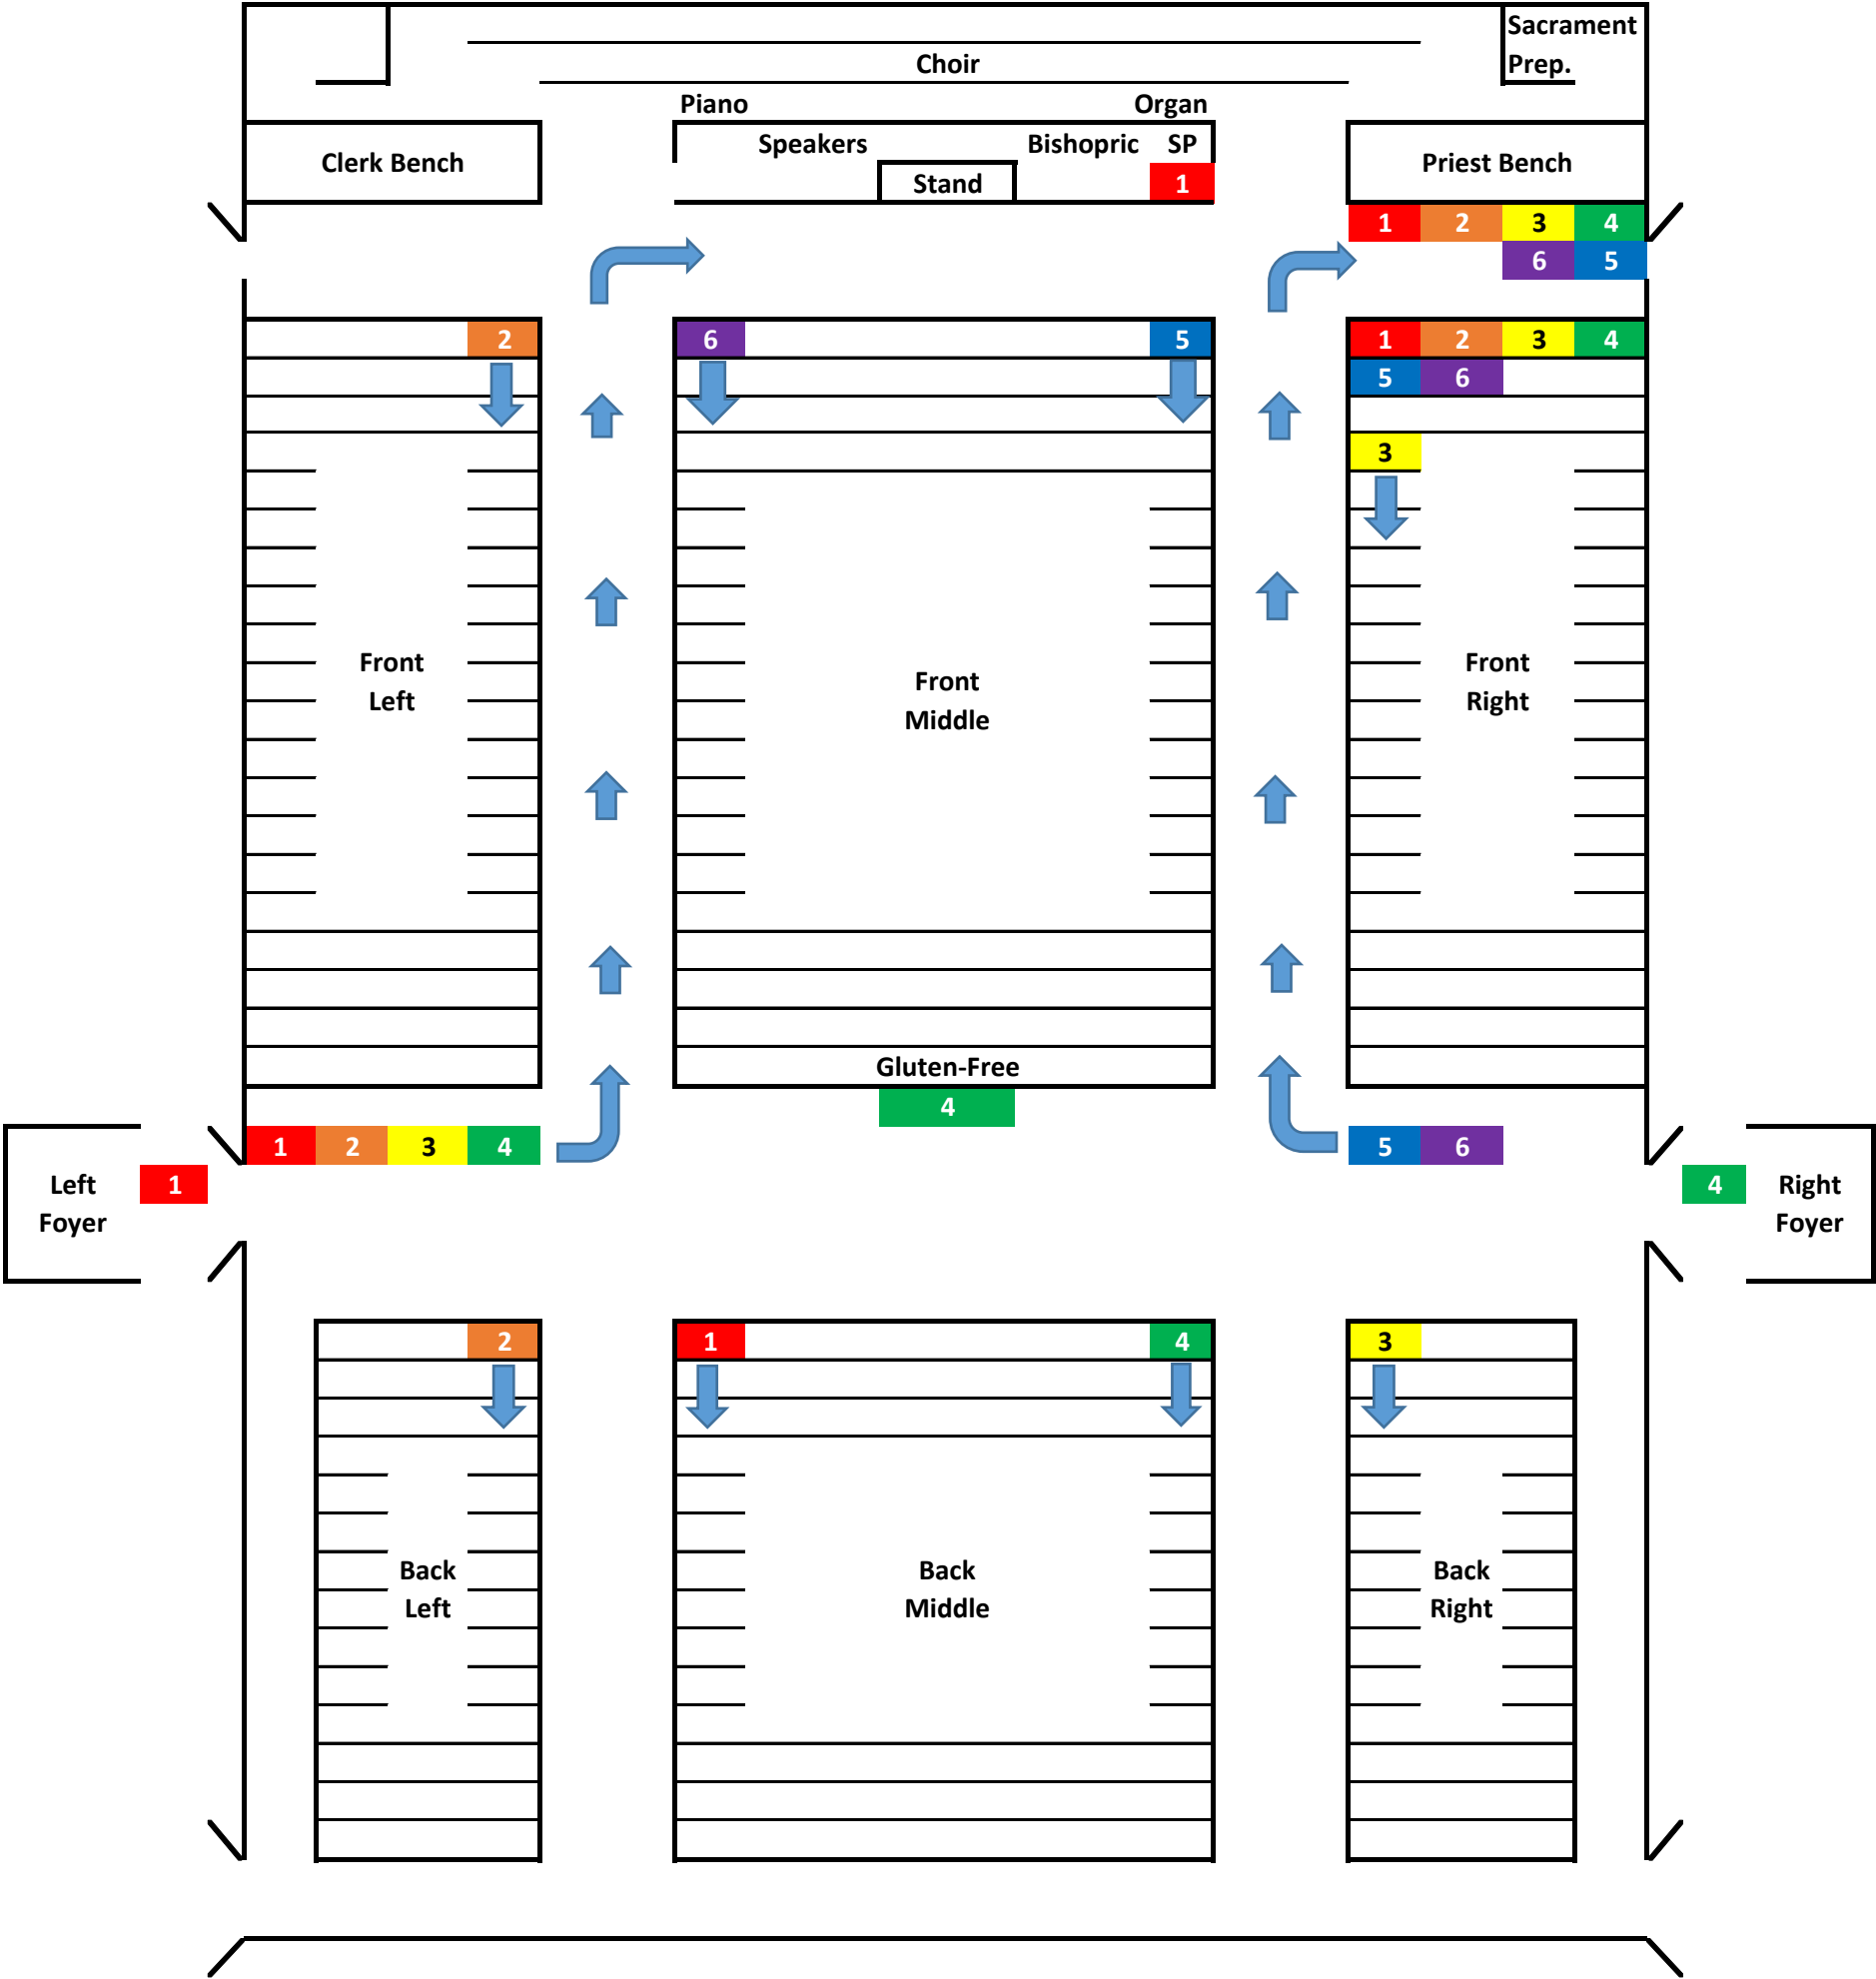 Sacrament
Prep.
Choir
Piano Organ
Speakers Bishopric SP
Clerk Bench Stand 1 Priest Bench
1 2 3 4
6 5
2 6 5 1 2 3 4
5 6
3
Front
Left
Front
Middle
Front
Right
Gluten-Free
4
1 2 3 4 5 6
Left
Foyer
1
4
Right
Foyer
2 1 4 3
Back
Left
Back
Middle
Back
Right